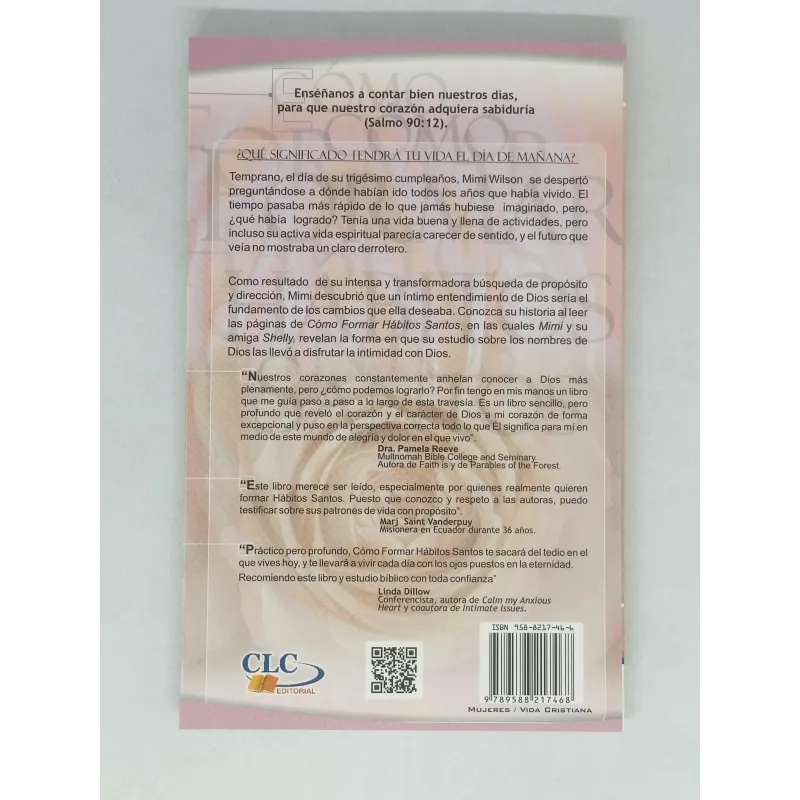 Enséñanos a contar bien nuestros días,
para que nuestro corazón adquiera sabiduría
(Salmo 90:12).
¿QUÉ SIGNIFICADO TENDRÁ TU VIDA EL DÍA DE MAÑANA?
Temprano, el día de su trigésimo cumpleaños, Mimi Wilson se despertó
preguntándose a dónde habían ido todos los años que había vivido. El
tiempo pasaba más rápido de lo que jamás hubiese imaginado, pero,
¿qué había logrado? Tenía una vida buena y llena de actividades, pero
incluso su activa vida espiritual parecía carecer de sentido, y el futuro que
veía no mostraba un claro derrotero.
Como resultado de su intensa y transformadora búsqueda de propósito
y dirección, Mimi descubrió que un íntimo entendimiento de Dios sería el
fundamento de los cambios que ella deseaba. Conozca su historia al leer
las páginas de Cómo Formar Hábitos Santos, en las cuales Mimi y su
amiga Shelly, revelan la forma en que su estudio sobre los nombres de
Dios las llevó a disfrutar la intimidad con Dios.
“Nuestros corazones constantemente anhelan conocer a Dios más
plenamente, pero ¿cómo podemos lograrlo? Por fin tengo en mis manos un libro
que me guía paso a paso a lo largo de esta travesía. Es un libro sencillo, pero
profundo que reveló el corazón y el carácter de Dios a mi corazón de forma
excepcional y puso en la perspectiva correcta todo lo que Él significa para mí en
medio de este mundo de alegría y dolor en el que vivo”.
Dra. Pamela Reeve
Multnomah Bible College and Seminary
Autora de Faith is y de Parables of the Forest.
“Este libro merece ser leído, especialmente por quienes realmente quieren
formar Hábitos Santos. Puesto que conozco y respeto a las autoras, puedo
testificar sobre sus patrones de vida con propósito”.
Marj Saint Vanderpuy
Misionera en Ecuador durante 36 años.
“Práctico pero profundo, Cómo Formar Hábitos Santos te sacará del tedio en el
que vives hoy, y te llevará a vivir cada día con los ojos puestos en la eternidad.
Recomiendo este libro y estudio bíblico con toda confianza”
Linda Dillow
Conferencista, autora de Calm my Anxious
Heart y coautora de Intimate Issues.
ISBN 958-8217-46-6
CLC
EDITORIAL
9 789588 217468
MUJERES / VIDA CRISTIANA